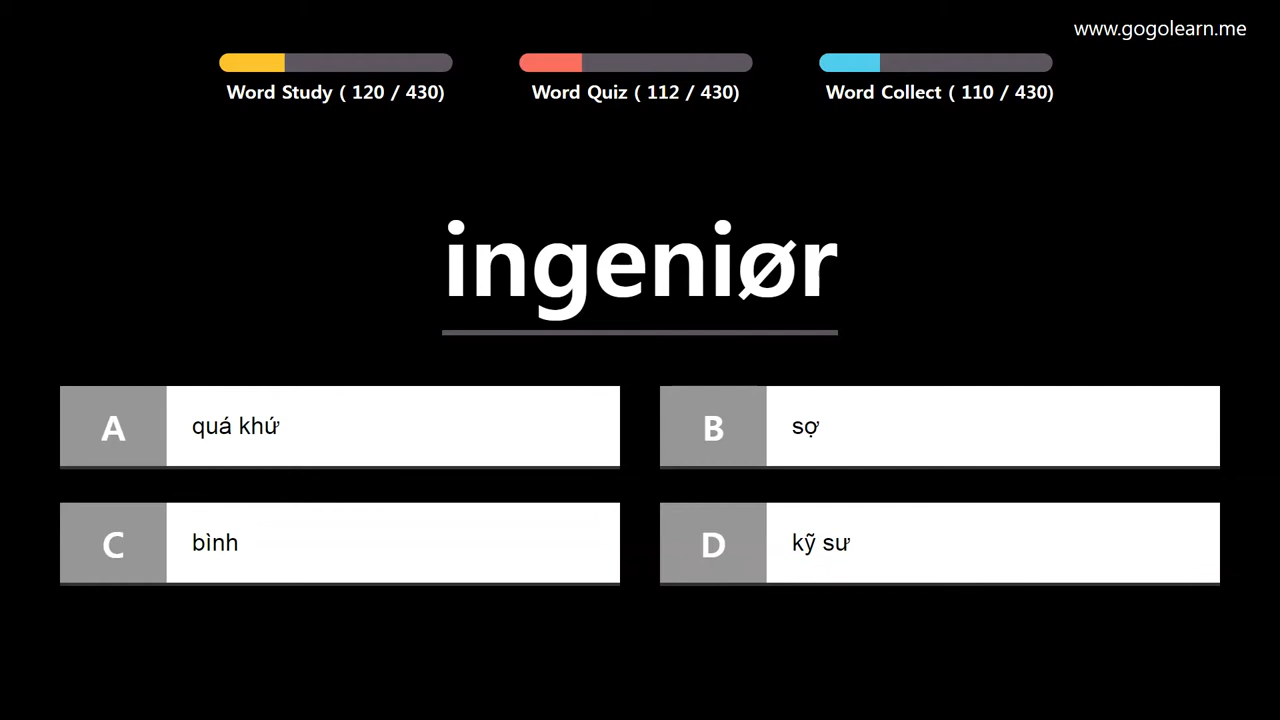 www.gogolearn.me
Word Study ( 120 / 430)
Word Quiz ( 112 / 430)
Word Collect ( 110 / 430)
ingeniør
A quá khứ
B sợ
C bình
D kỹ sư